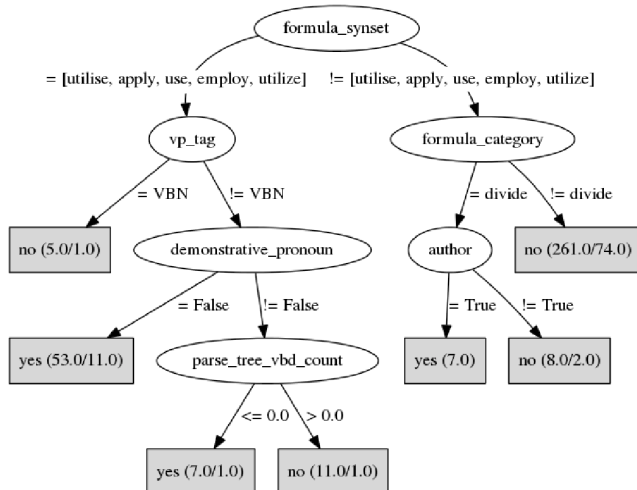 formula_synset
= [utilise, apply, use, employ, utilize] != [utilise, apply, use, employ, utilize]
vp_tag formula_category
= VBN != VBN = divide != divide
no (5.0/1.0) demonstrative_pronoun author no (261.0/74.0)
= False != False = True != True
yes (53.0/11.0) parse_tree_vbd_count yes (7.0) no (8.0/2.0)
<= 0.0 > 0.0
yes (7.0/1.0) no (11.0/1.0)